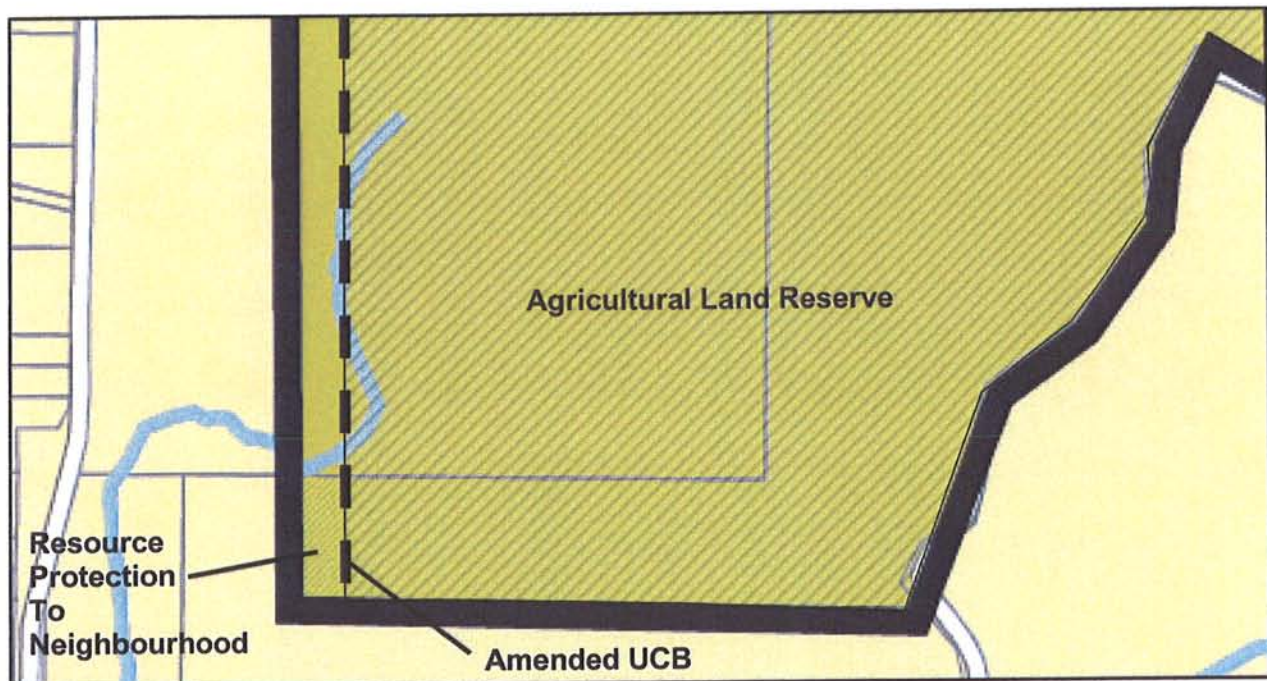 Agricultural Land Reserve
Resource
Protection
To
Neighbourhood
Amended UCB